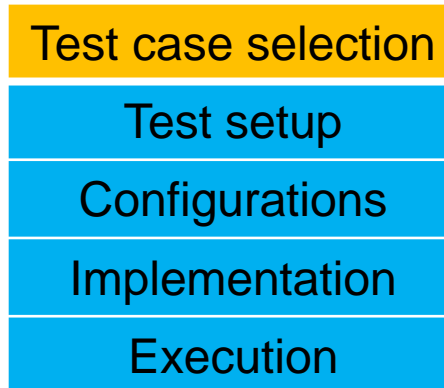 Test case selection
Test setup
Configurations
Implementation
Execution